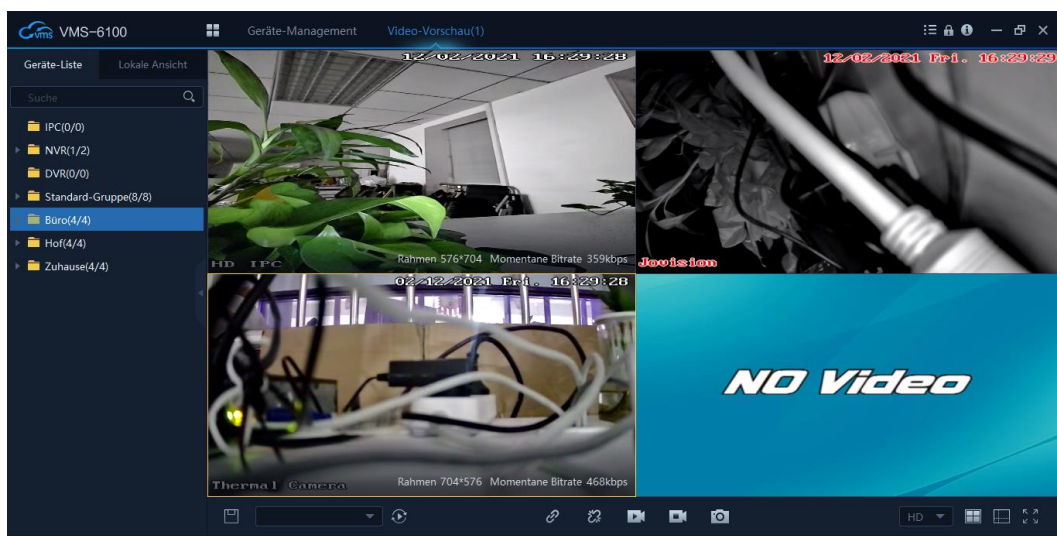 Cvms VMS-6100 Geräte-Management Video-Vorschau(1)
Geräte-Liste Lokale Ansicht
Suche
IPC(0/0)
NVR(1/2)
DVR(0/0)
Standard-Gruppe(8/8)
Büro(4/4)
Hof(4/4)
Zuhause(4/4)
12/02/2021 16:29:28
HD IPC Rahmen 576*704 Momentane Bitrate 359kbps
12/02/2021 Fri. 16:29:29
Jovision
02/12/2021 Fri. 16:29:28
Thermal Camera Rahmen 704*576 Momentane Bitrate 468kbps
NO Video
HD